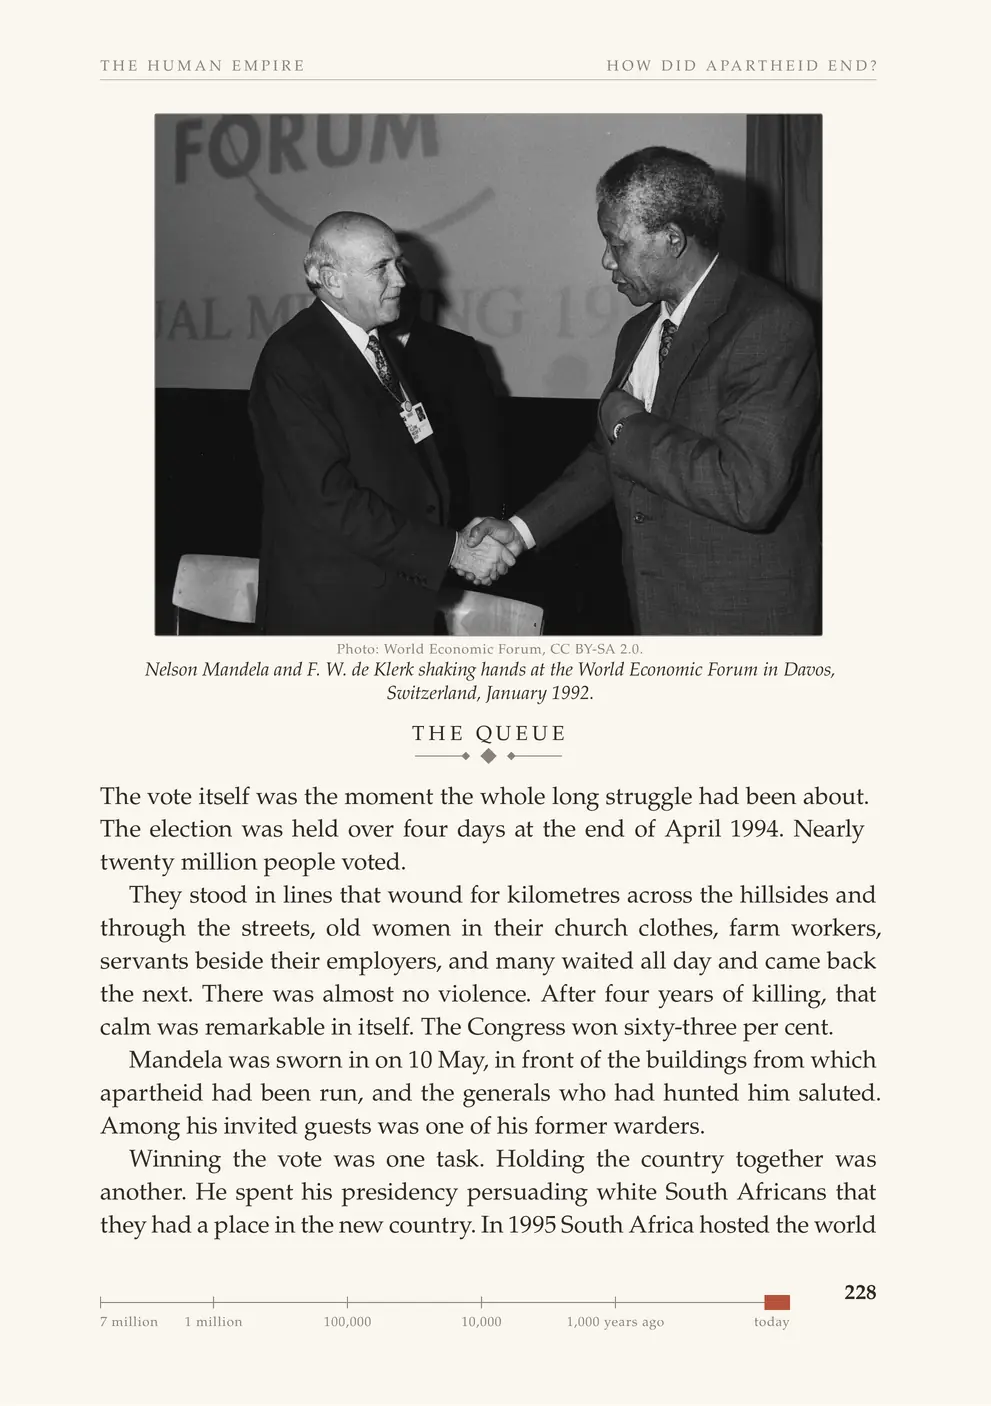 THE HUMAN EMPIRE
HOW DID APARTHEID END?
FORUM
UAL M
NG 19
Photo: World Economic Forum, CC BY-SA 2.0.
Nelson Mandela and F. W. de Klerk shaking hands at the World Economic Forum in Davos,
Switzerland, January 1992.
THE QUEUE
The vote itself was the moment the whole long struggle had been about.
The election was held over four days at the end of April 1994. Nearly
twenty million people voted.
They stood in lines that wound for kilometres across the hillsides and
through the streets, old women in their church clothes, farm workers,
servants beside their employers, and many waited all day and came back
the next. There was almost no violence. After four years of killing, that
calm was remarkable in itself. The Congress won sixty-three per cent.
Mandela was sworn in on 10 May, in front of the buildings from which
apartheid had been run, and the generals who had hunted him saluted.
Among his invited guests was one of his former warders.
Winning the vote was one task. Holding the country together was
another. He spent his presidency persuading white South Africans that
they had a place in the new country. In 1995 South Africa hosted the world
228
7 million
1 million
100,000
10,000
1,000 years ago
today